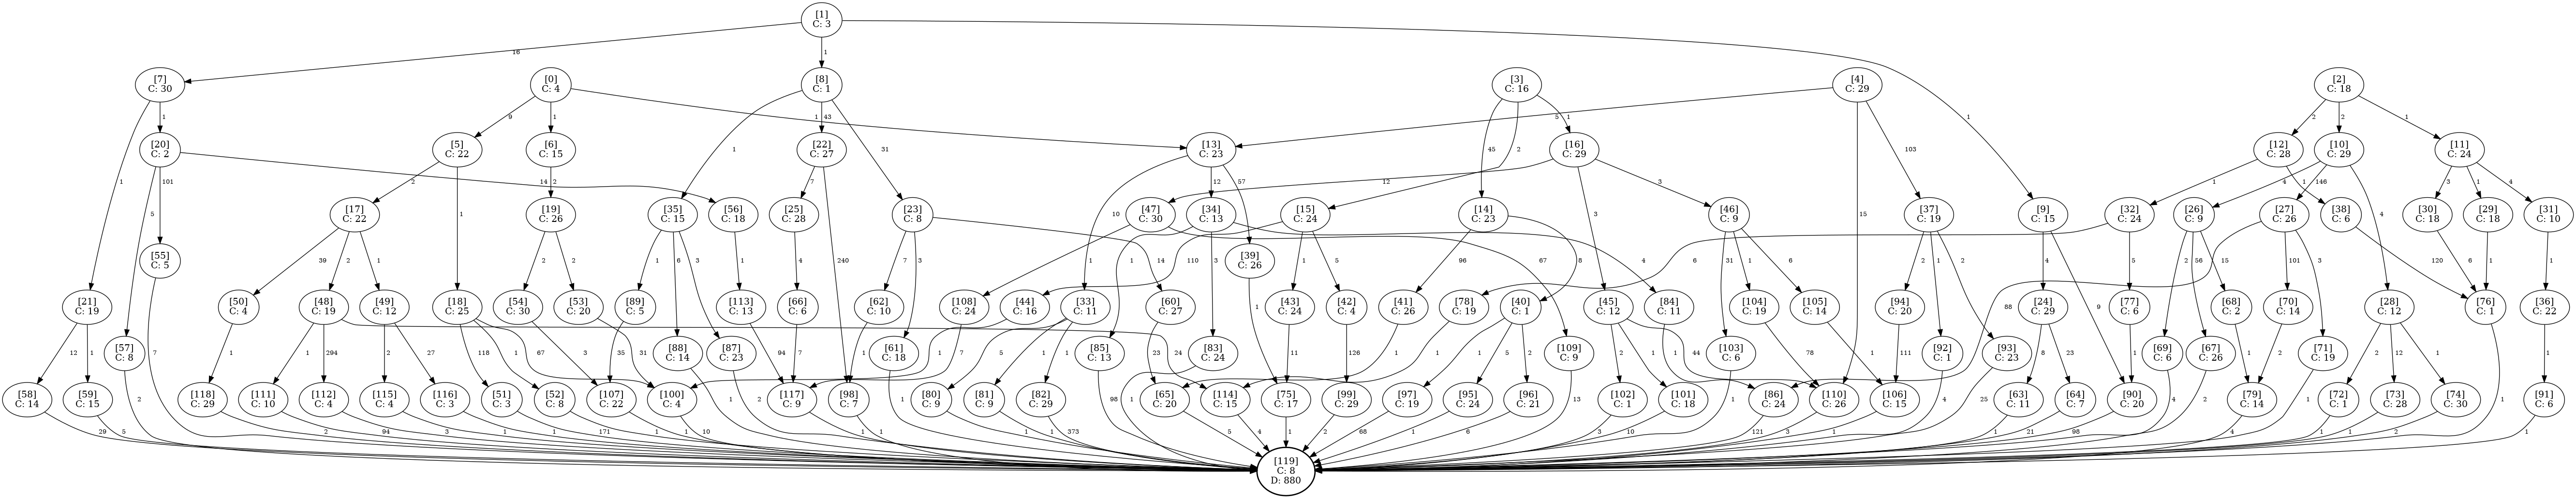 [1]
C: 3
16
1
[7]
C: 30
[0]
C: 4
[8]
C: 1
[3]
C: 16
[4]
C: 29
[2]
C: 18
1
9
1
1
43
5
1
1
2
2
1
[20]
C: 2
[5]
C: 22
[6]
C: 15
[22]
C: 27
[13]
C: 23
[16]
C: 29
[12]
C: 28
[10]
C: 29
[11]
C: 24
1
31
45
2
103
1
1
5
101
14
2
1
2
7
12
57
12
3
1
1
4
146
3
1
4
[17]
C: 22
[19]
C: 26
[35]
C: 15
[56]
C: 18
[25]
C: 28
[23]
C: 8
[47]
C: 30
[34]
C: 13
[15]
C: 24
[14]
C: 23
[46]
C: 9
[37]
C: 19
[9]
C: 15
[32]
C: 24
[26]
C: 9
[27]
C: 26
[38]
C: 6
[30]
C: 18
[29]
C: 18
[31]
C: 10
10
3
15
4
[55]
C: 5
[39]
C: 26
39
2
1
2
2
1
6
3
1
4
240
7
3
14
1
1
3
67
4
110
1
5
96
8
31
1
6
2
1
2
4
9
6
5
2
56
15
101
3
120
6
1
1
[21]
C: 19
[50]
C: 4
[48]
C: 19
[49]
C: 12
[18]
C: 25
[54]
C: 30
[53]
C: 20
[89]
C: 5
[113]
C: 13
[66]
C: 6
[62]
C: 10
[108]
C: 24
[44]
C: 16
[33]
C: 11
[60]
C: 27
[43]
C: 24
[42]
C: 4
[41]
C: 26
[78]
C: 19
[40]
C: 1
[45]
C: 12
[84]
C: 11
[104]
C: 19
[105]
C: 14
[94]
C: 20
[24]
C: 29
[77]
C: 6
[68]
C: 2
[70]
C: 14
[28]
C: 12
[76]
C: 1
[36]
C: 22
1
88
[57]
C: 8
[88]
C: 14
[87]
C: 23
[61]
C: 18
[85]
C: 13
[83]
C: 24
[109]
C: 9
[103]
C: 6
[92]
C: 1
[93]
C: 23
[69]
C: 6
[67]
C: 26
[71]
C: 19
7
12
1
1
1
294
2
27
118
1
67
3
31
35
94
7
1
7
1
5
1
1
23
24
11
126
1
1
1
5
2
2
1
1
44
78
1
111
8
23
1
1
2
2
12
1
1
[58]
C: 14
[59]
C: 15
[118]
C: 29
[111]
C: 10
[112]
C: 4
[115]
C: 4
[116]
C: 3
[51]
C: 3
[52]
C: 8
[107]
C: 22
[100]
C: 4
[117]
C: 9
[98]
C: 7
[80]
C: 9
[81]
C: 9
[82]
C: 29
[65]
C: 20
[114]
C: 15
[75]
C: 17
[99]
C: 29
[97]
C: 19
[95]
C: 24
[96]
C: 21
[102]
C: 1
[101]
C: 18
[86]
C: 24
[110]
C: 26
[106]
C: 15
[63]
C: 11
[64]
C: 7
[90]
C: 20
[79]
C: 14
[72]
C: 1
[73]
C: 28
[74]
C: 30
[91]
C: 6
2
1
2
1
98
1
13
1
4
25
4
2
1
1
29
5
2
94
3
1
1
171
1
1
10
1
1
1
1
373
5
4
1
2
68
1
6
3
10
121
3
1
1
21
98
4
1
1
2
1
[119]
C: 8
D: 880